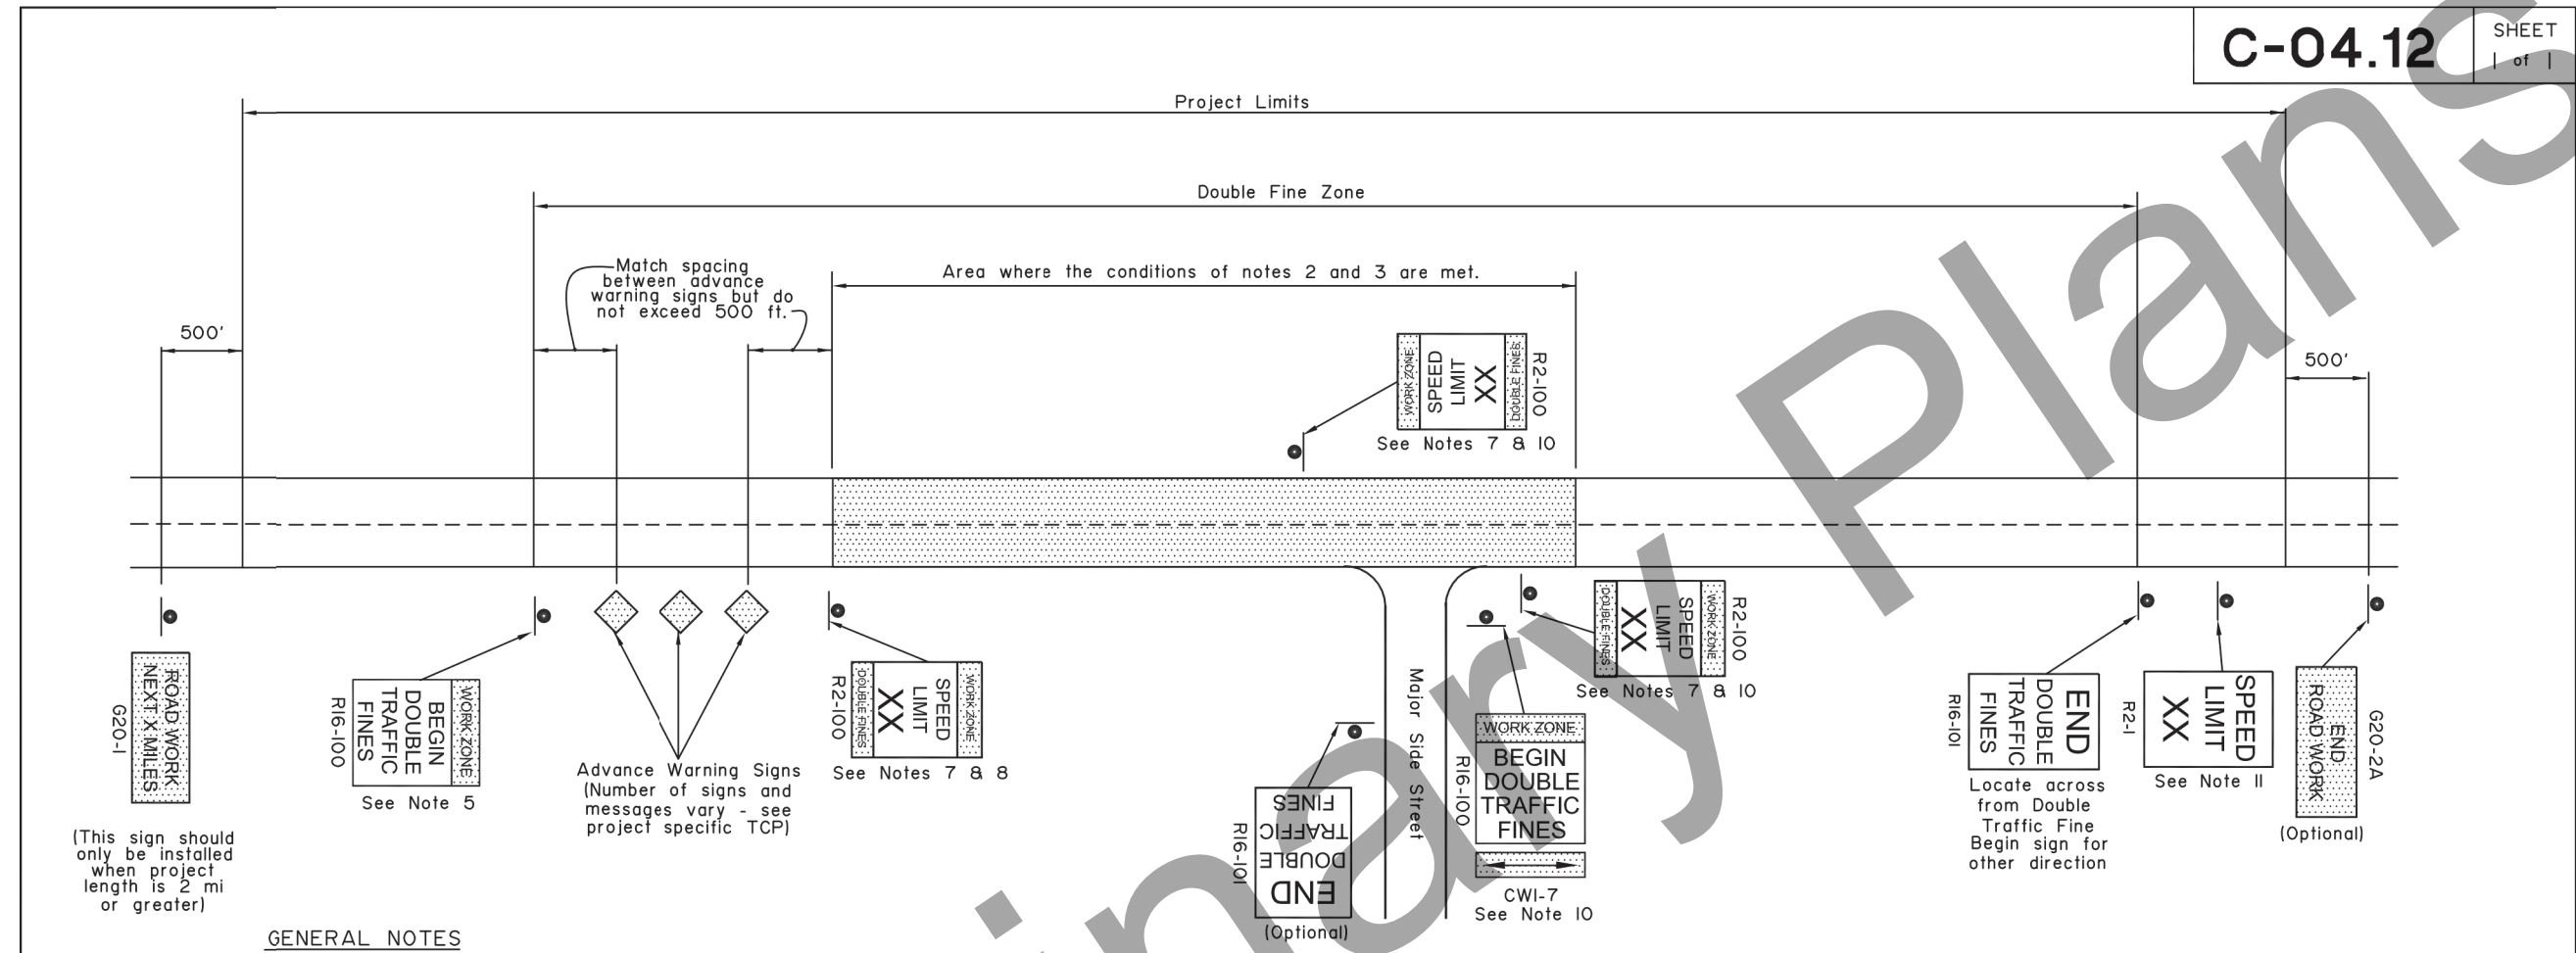 C-04.12
SHEET
1 of 1
Project Limits
Double Fine Zone
Match spacing
between advance
warning signs but do
not exceed 500 ft.
Area where the conditions of notes 2 and 3 are met.
500'
500'
WORK ZONE
SPEED
LIMIT
XX
DOUBLE FINES
R2-100
See Notes 7 & 10
ROAD WORK
NEXT X MILES
G20-1
(This sign should
only be installed
when project
length is 2 mi
or greater)
WORK ZONE
BEGIN
DOUBLE
TRAFFIC
FINES
R16-100
See Note 5
Advance Warning Signs
(Number of signs and
messages vary - see
project specific TCP)
WORK ZONE
SPEED
LIMIT
XX
DOUBLE FINES
R2-100
See Notes 7 & 8
END
DOUBLE
TRAFFIC
FINES
R16-101
(Optional)
Major Side Street
WORK ZONE
SPEED
LIMIT
XX
DOUBLE FINES
R2-100
See Notes 7 & 10
WORK ZONE
BEGIN
DOUBLE
TRAFFIC
FINES
R16-100
CW1-7
See Note 10
END
DOUBLE
TRAFFIC
FINES
R16-101
Locate across
from Double
Traffic Fine
Begin sign for
other direction
SPEED
LIMIT
XX
R2-1
See Note 11
END
ROAD WORK
G20-2A
(Optional)
GENERAL NOTES
inary Plans